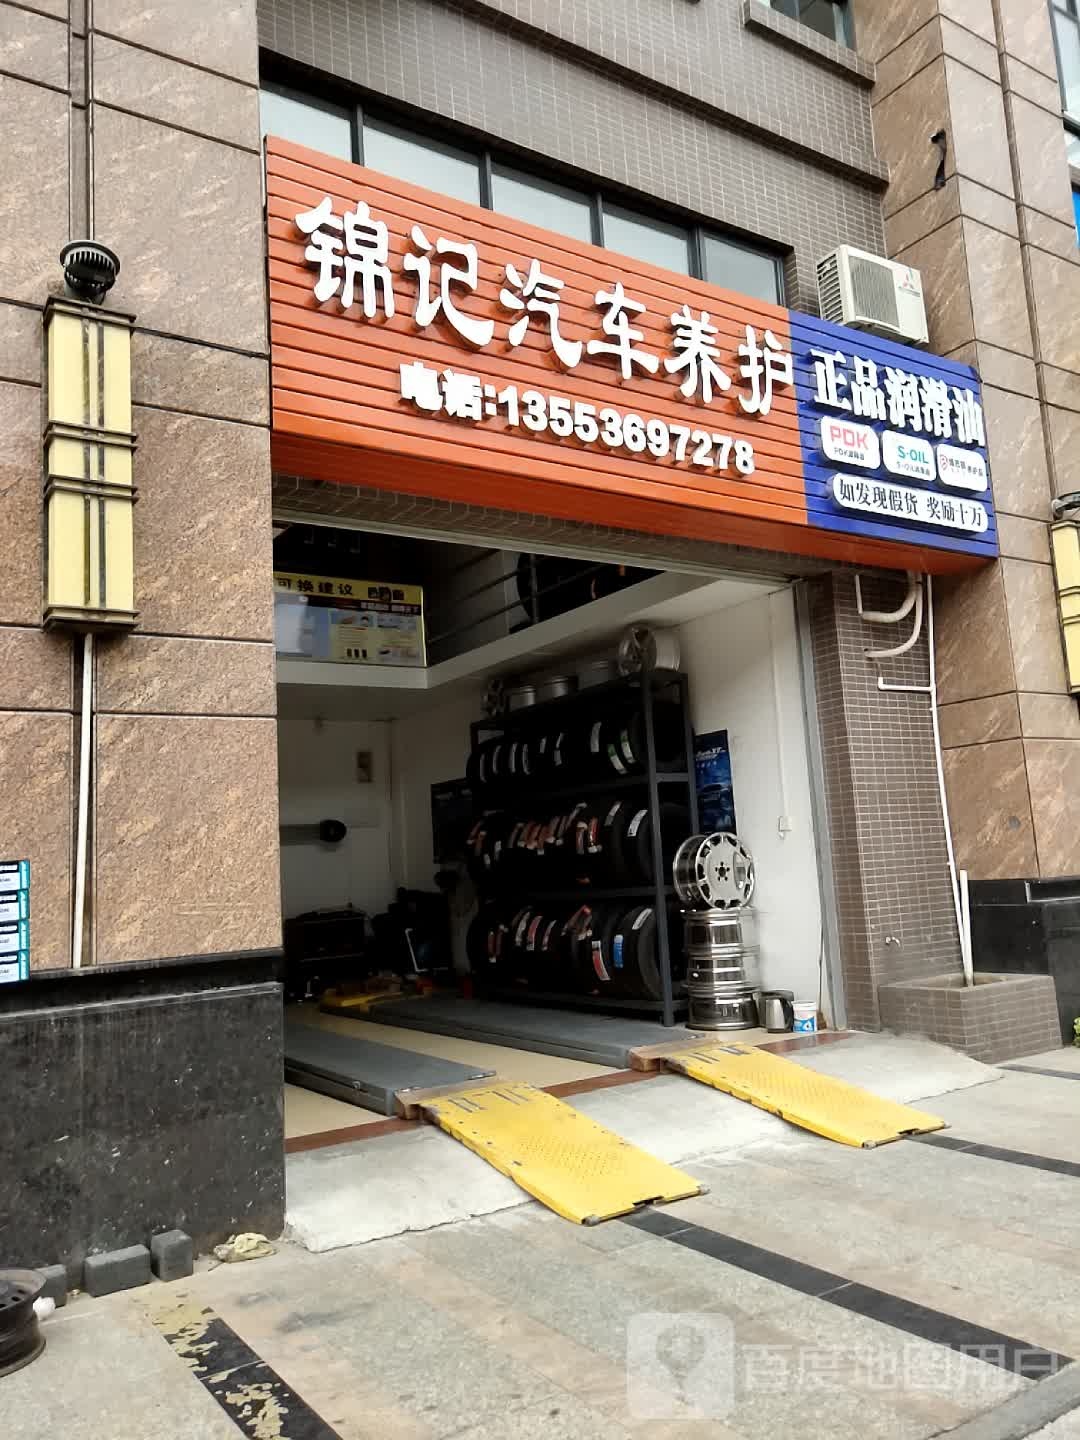 锦记汽车养护
电话:13553697278
正品润滑油
PDK
S-OIL
如发现假货 奖励十万
可换建议
百度地图用户